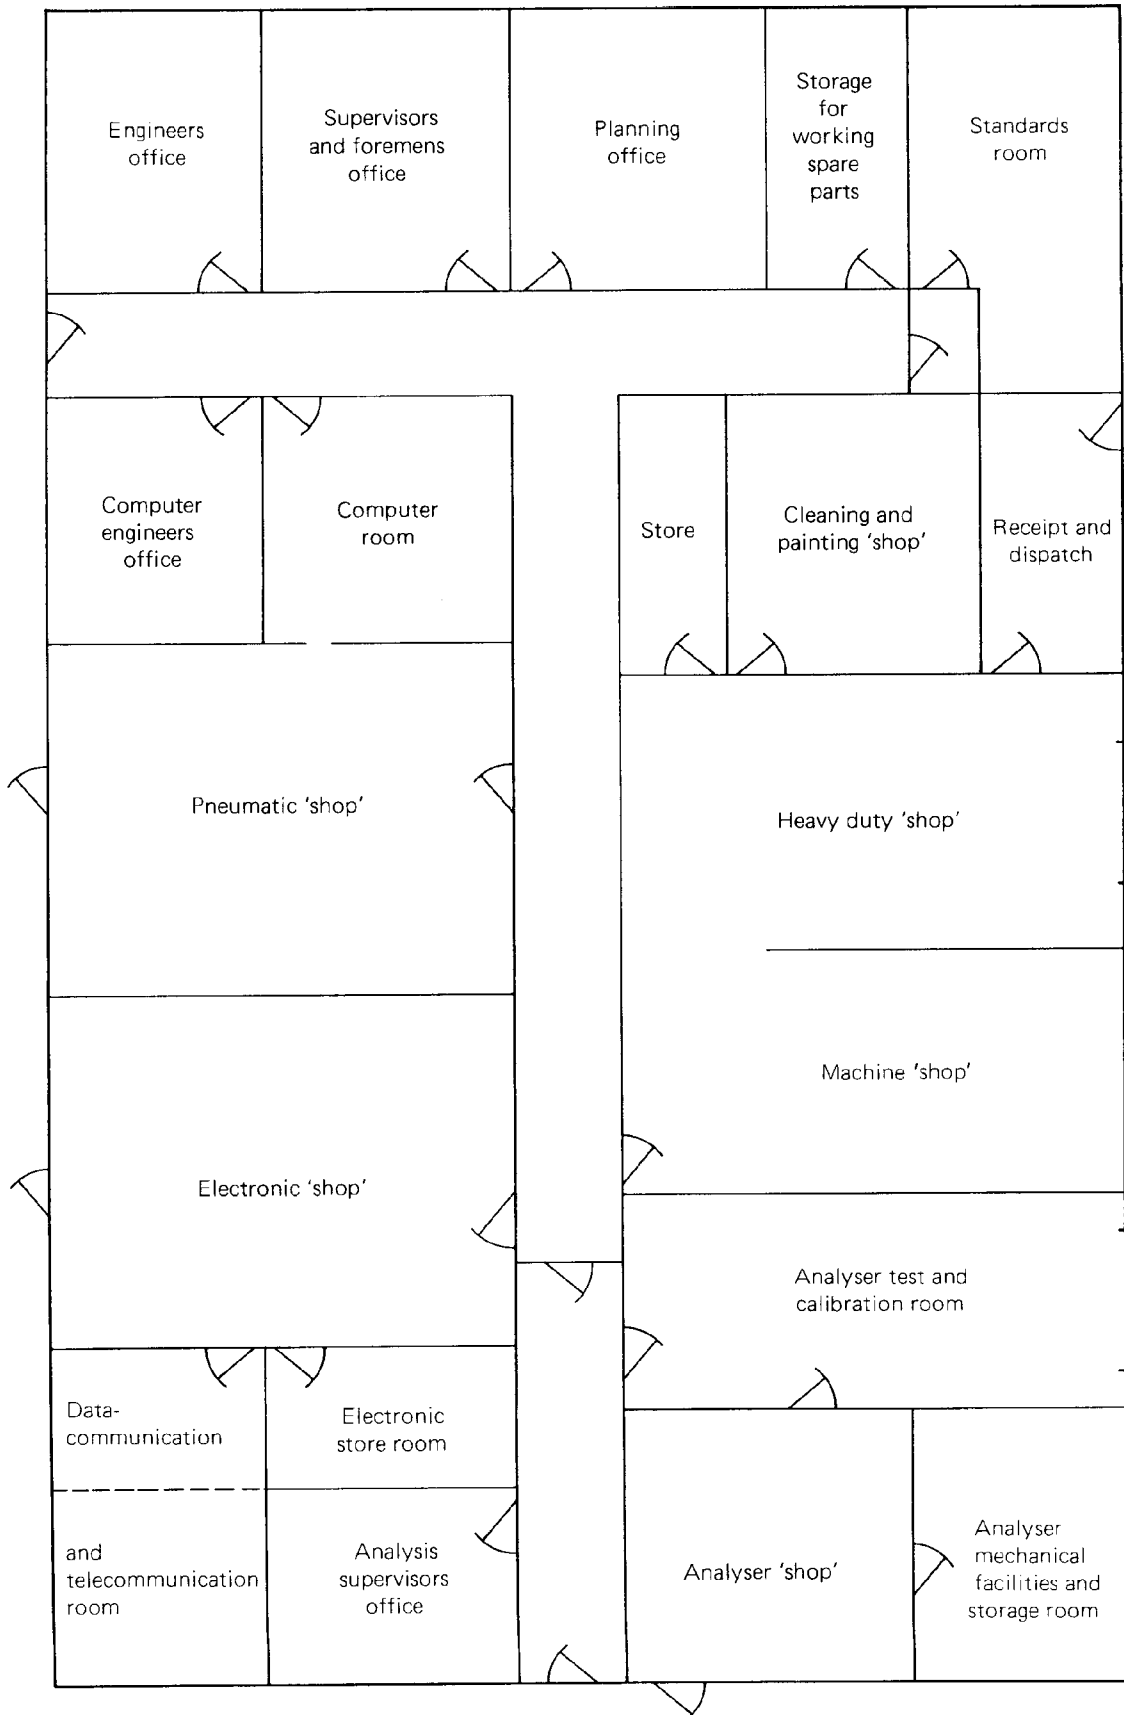 Engineers
office
Supervisors
and foremens
office
Planning
office
Storage
for
working
spare
parts
Standards
room
Computer
engineers
office
Computer
room
Store
Cleaning and
painting 'shop'
Receipt and
dispatch
Pneumatic 'shop'
Heavy duty 'shop'
Machine 'shop'
Electronic 'shop'
Analyser test and
calibration room
Data-
communication
Electronic
store room
and
telecommunication
room
Analysis
supervisors
office
Analyser 'shop'
Analyser
mechanical
facilities and
storage room